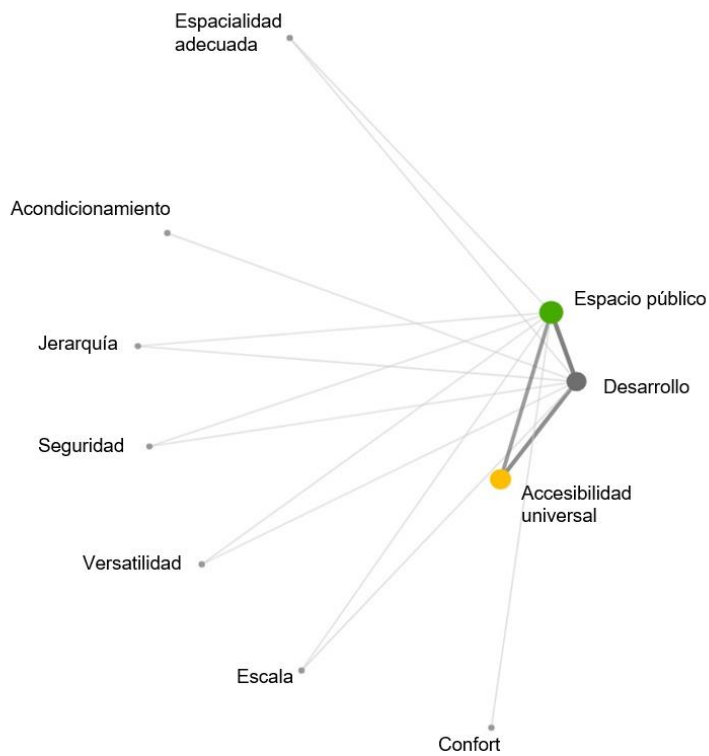 Espacialidad
adecuada
Acondicionamiento
Espacio público
Jerarquía
Desarrollo
Seguridad
Accesibilidad
universal
Versatilidad
Escala
Confort